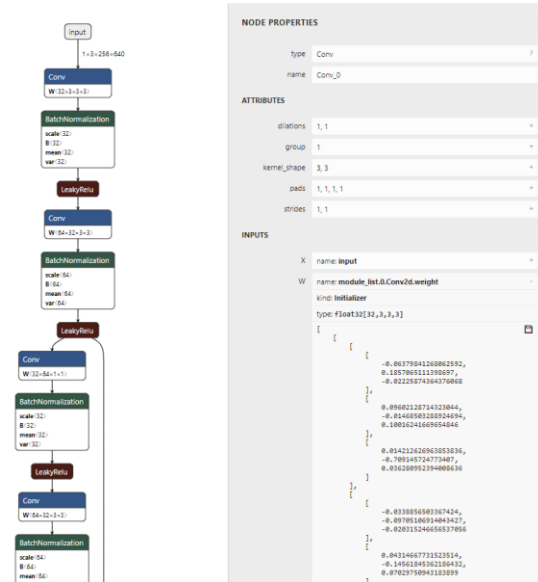 input
1×3×256×640
Conv
W ⟨32×3×3×3⟩
BatchNormalization
scale ⟨32⟩
B ⟨32⟩
mean ⟨32⟩
var ⟨32⟩
LeakyRelu
Conv
W ⟨64×32×3×3⟩
BatchNormalization
scale ⟨64⟩
B ⟨64⟩
mean ⟨64⟩
var ⟨64⟩
LeakyRelu
Conv
W ⟨32×64×1×1⟩
BatchNormalization
scale ⟨32⟩
B ⟨32⟩
mean ⟨32⟩
var ⟨32⟩
LeakyRelu
Conv
W ⟨64×32×3×3⟩
BatchNormalization
scale ⟨64⟩
B ⟨64⟩
mean ⟨64⟩
NODE PROPERTIES
type Conv ?
name Conv_0
ATTRIBUTES
dilations 1, 1 +
group 1 +
kernel_shape 3, 3 +
pads 1, 1, 1, 1 +
strides 1, 1 +
INPUTS
X name: input +
W name: module_list.0.Conv2d.weight -
kind: Initializer
type: float32[32,3,3,3]
[
[
[
[
-0.06379841268062592,
0.1857065111398697,
-0.02225874364376068
],
[
0.09602128714323044,
-0.01468503288924694,
0.10016241669654846
],
[
0.014212626963853836,
-0.709145724773407,
0.036280952394008636
]
],
[
[
-0.0338856503367424,
-0.09705106914043427,
-0.020315246656537056
],
[
0.04314667731523514,
-0.14561845362186432,
0.07029750943183899
]